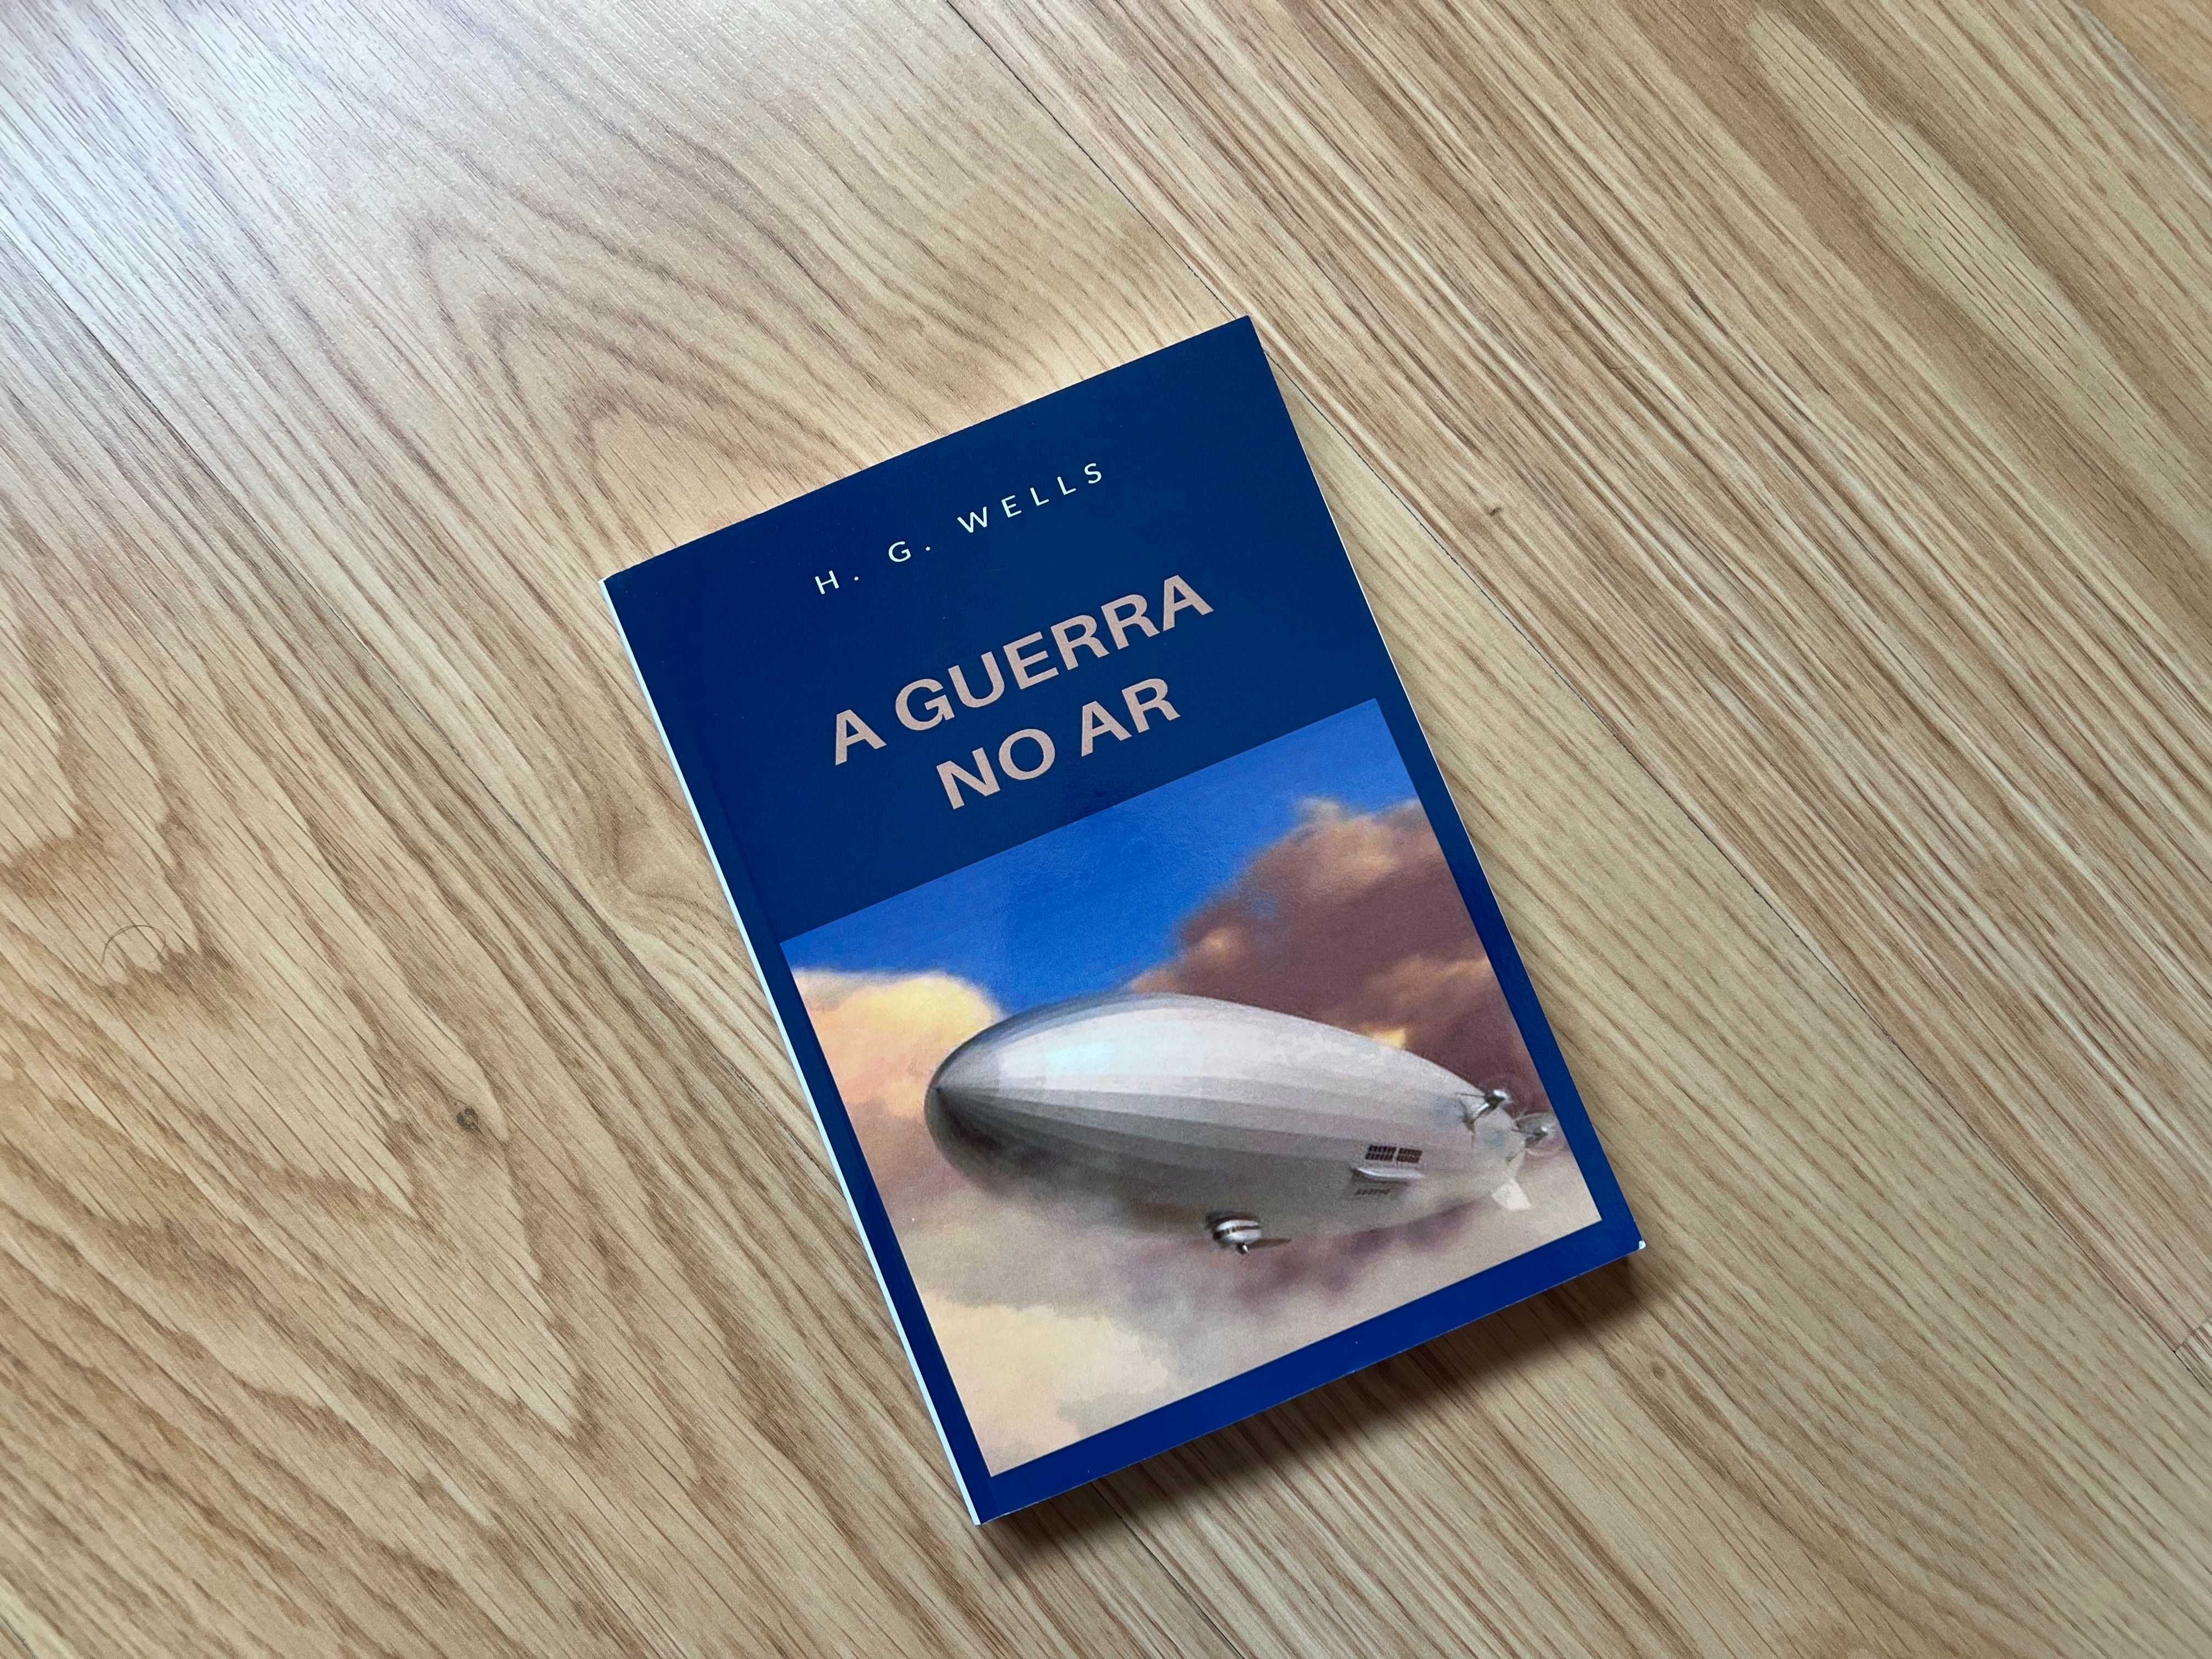 H. G. WELLS
A GUERRA
NO AR